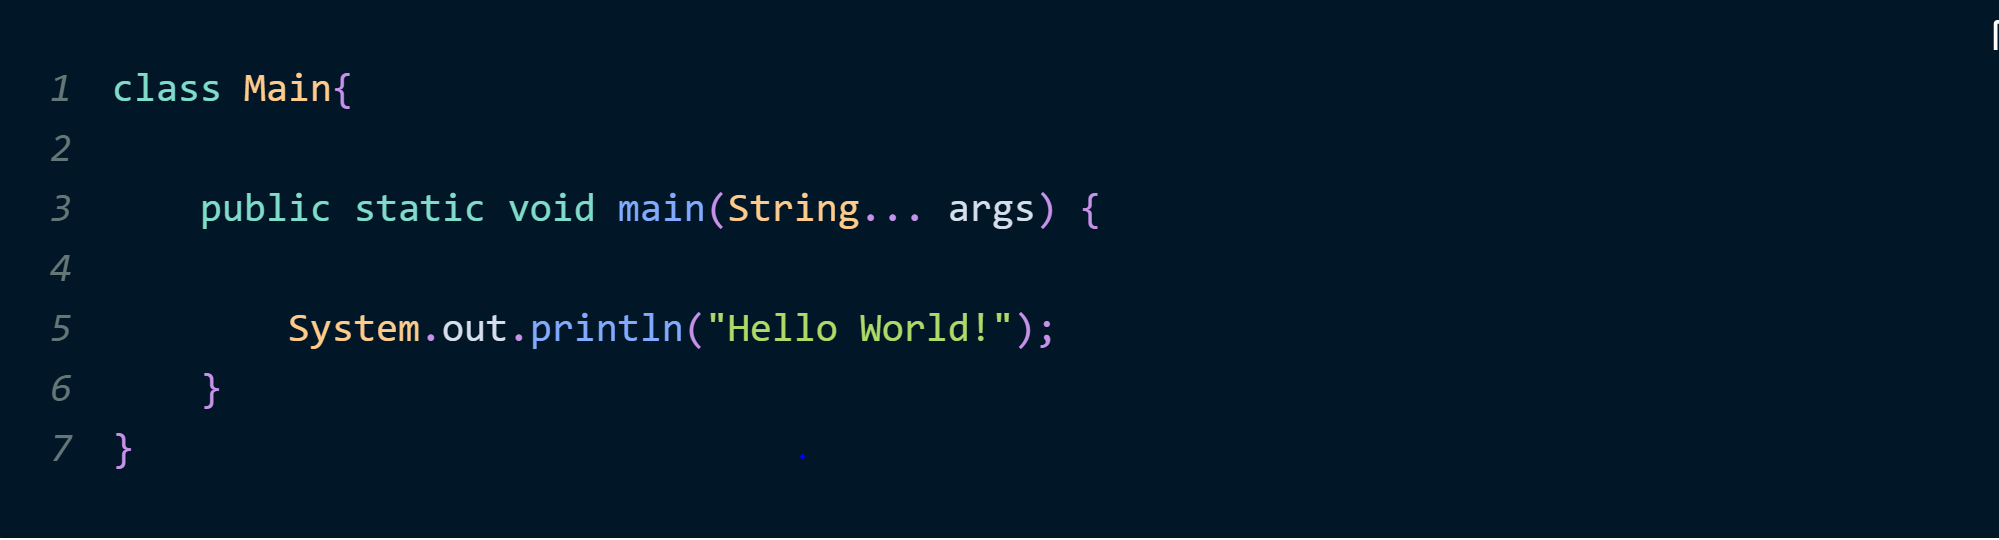 1 class Main{
2
3     public static void main(String... args) {
4
5         System.out.println("Hello World!");
6     }
7 }